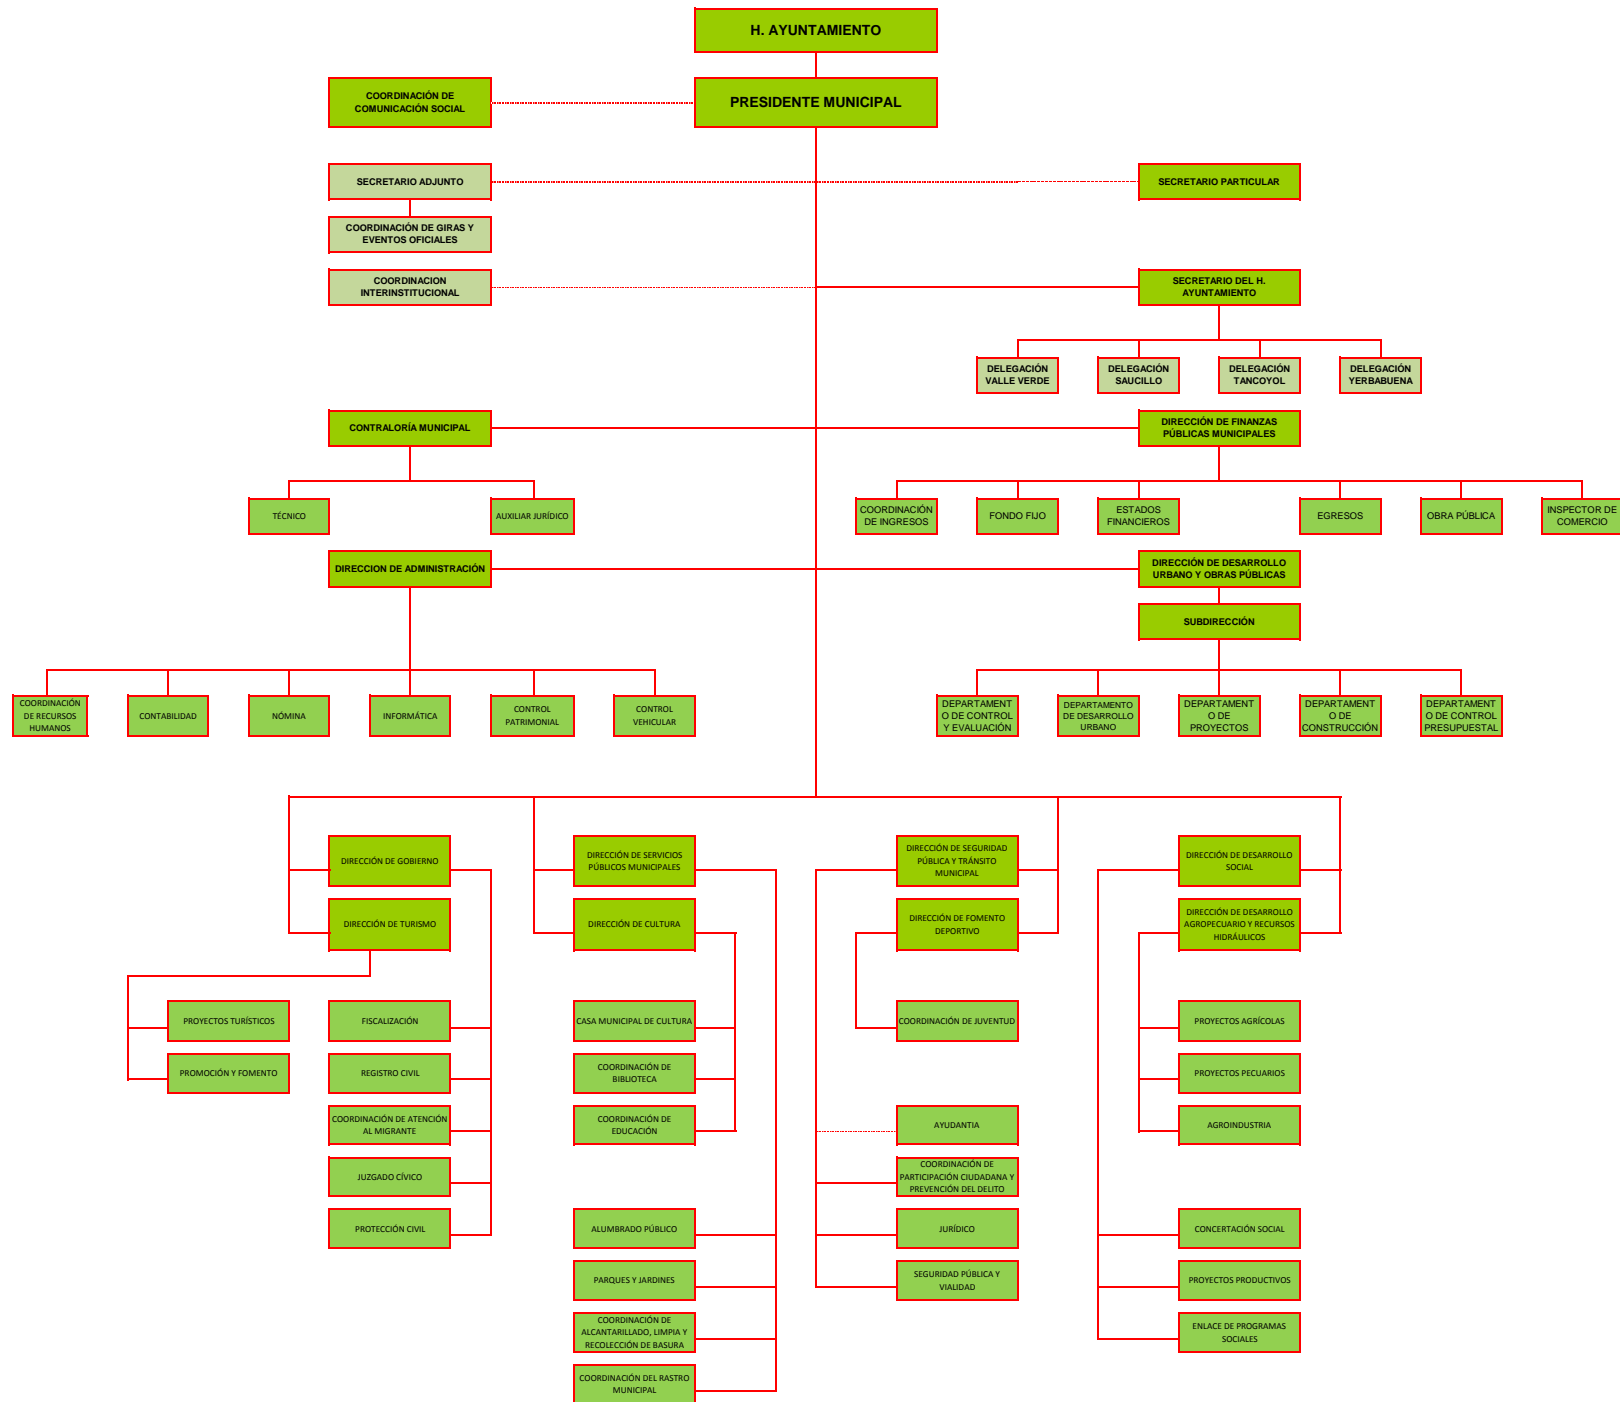 H. AYUNTAMIENTO
COORDINACIÓN DE
COMUNICACIÓN SOCIAL
PRESIDENTE MUNICIPAL
SECRETARIO ADJUNTO
SECRETARIO PARTICULAR
COORDINACIÓN DE GIRAS Y
EVENTOS OFICIALES
COORDINACION
INTERINSTITUCIONAL
SECRETARIO DEL H.
AYUNTAMIENTO
DELEGACIÓN
VALLE VERDE
DELEGACIÓN
SAUCILLO
DELEGACIÓN
TANCOYOL
DELEGACIÓN
YERBABUENA
CONTRALORÍA MUNICIPAL
DIRECCIÓN DE FINANZAS
PÚBLICAS MUNICIPALES
TÉCNICO
AUXILIAR JURÍDICO
COORDINACIÓN
DE INGRESOS
FONDO FIJO
ESTADOS
FINANCIEROS
EGRESOS
OBRA PÚBLICA
INSPECTOR DE
COMERCIO
DIRECCION DE ADMINISTRACIÓN
DIRECCIÓN DE DESARROLLO
URBANO Y OBRAS PÚBLICAS
SUBDIRECCIÓN
COORDINACIÓN
DE RECURSOS
HUMANOS
CONTABILIDAD
NÓMINA
INFORMÁTICA
CONTROL
PATRIMONIAL
CONTROL
VEHICULAR
DEPARTAMENT
O DE CONTROL
Y EVALUACIÓN
DEPARTAMENTO
DE DESARROLLO
URBANO
DEPARTAMENT
O DE
PROYECTOS
DEPARTAMENT
O DE
CONSTRUCCIÓN
DEPARTAMENT
O DE CONTROL
PRESUPUESTAL
DIRECCIÓN DE GOBIERNO
DIRECCIÓN DE SERVICIOS
PÚBLICOS MUNICIPALES
DIRECCIÓN DE SEGURIDAD
PÚBLICA Y TRÁNSITO
MUNICIPAL
DIRECCIÓN DE DESARROLLO
SOCIAL
DIRECCIÓN DE TURISMO
DIRECCIÓN DE CULTURA
DIRECCIÓN DE FOMENTO
DEPORTIVO
DIRECCIÓN DE DESARROLLO
AGROPECUARIO Y RECURSOS
HIDRÁULICOS
PROYECTOS TURÍSTICOS
FISCALIZACIÓN
CASA MUNICIPAL DE CULTURA
COORDINACIÓN DE JUVENTUD
PROYECTOS AGRÍCOLAS
PROMOCIÓN Y FOMENTO
REGISTRO CIVIL
COORDINACIÓN DE
BIBLIOTECA
PROYECTOS PECUARIOS
COORDINACIÓN DE ATENCIÓN
AL MIGRANTE
COORDINACIÓN DE
EDUCACIÓN
AYUDANTIA
AGROINDUSTRIA
JUZGADO CÍVICO
COORDINACIÓN DE
PARTICIPACIÓN CIUDADANA Y
PREVENCIÓN DEL DELITO
PROTECCIÓN CIVIL
ALUMBRADO PÚBLICO
JURÍDICO
CONCERTACIÓN SOCIAL
PARQUES Y JARDINES
SEGURIDAD PÚBLICA Y
VIALIDAD
PROYECTOS PRODUCTIVOS
COORDINACIÓN DE
ALCANTARILLADO, LIMPIA Y
RECOLECCIÓN DE BASURA
ENLACE DE PROGRAMAS
SOCIALES
COORDINACIÓN DEL RASTRO
MUNICIPAL